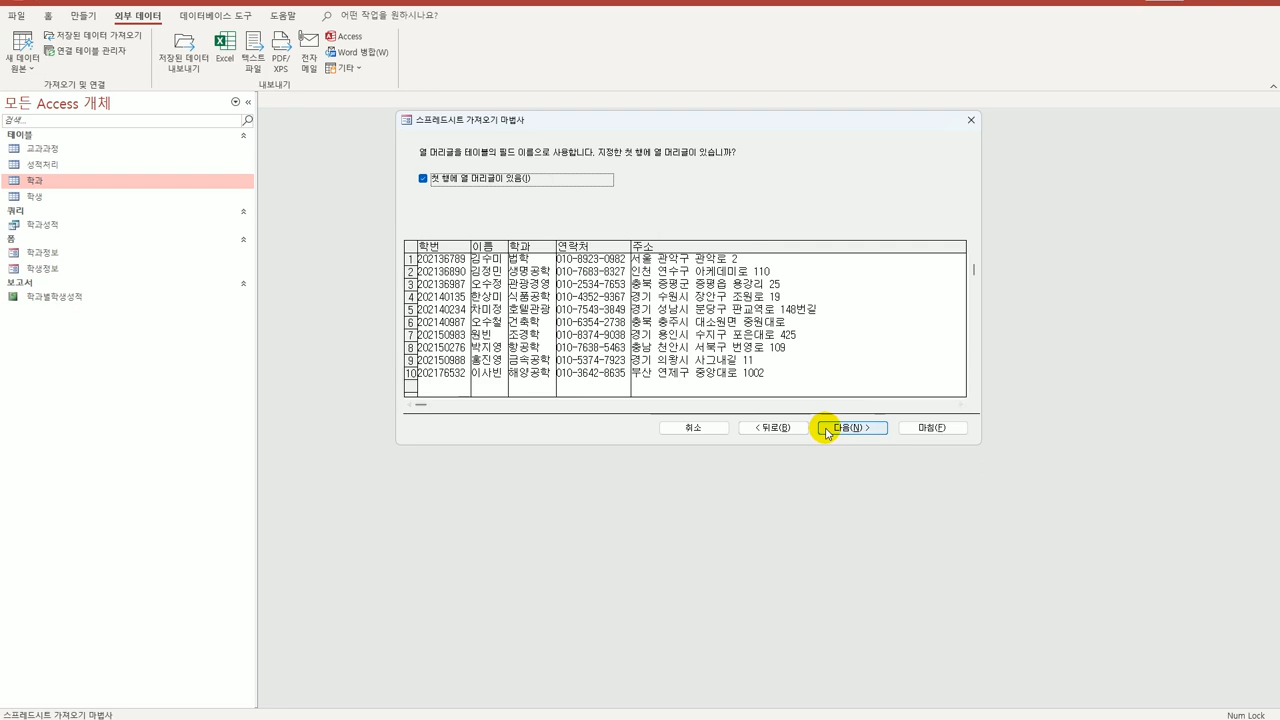 파일 홈 만들기 외부 데이터 데이터베이스 도구 도움말 어떤 작업을 원하시나요?
새 데이터 원본
저장된 데이터 가져오기
연결 테이블 관리자
가져오기 및 연결
저장된 데이터 내보내기
Excel
텍스트 파일
PDF/ XPS
전자 메일
Access
Word 병합(W)
기타
내보내기
모든 Access 개체
검색...
테이블
교과과정
성적처리
학과
학생
쿼리
학과성적
폼
학과정보
학생정보
보고서
학과별학생성적
스프레드시트 가져오기 마법사
열 머리글을 테이블의 필드 이름으로 사용합니다. 지정한 첫 행에 열 머리글이 있습니까?
첫 행에 열 머리글이 있음(I)
학번 이름 학과 연락처 주소
1 202136789 김수미 법학 010-8923-0982 서울 관악구 관악로 2
2 202136890 김정민 생명공학 010-7683-8327 인천 연수구 아케데미로 110
3 202136987 오수정 관광경영 010-2534-7653 충북 증평군 증평읍 용강리 25
4 202140135 한상미 식품공학 010-4352-9367 경기 수원시 장안구 조원로 19
5 202140234 차미정 호텔관광 010-7543-3849 경기 성남시 분당구 판교역로 148번길
6 202140987 오수철 건축학 010-6354-2738 충북 충주시 대소원면 중원대로
7 202150983 원빈 조경학 010-8374-9038 경기 용인시 수지구 포은대로 425
8 202150276 박지영 항공학 010-7638-5463 충남 천안시 서북구 번영로 109
9 202150988 홍진영 금속공학 010-5374-7923 경기 의왕시 사그내길 11
10 202176532 이사빈 해양공학 010-3642-8635 부산 연제구 중앙대로 1002
취소 < 뒤로(B) 다음(N) > 마침(F)
스프레드시트 가져오기 마법사 Num Lock